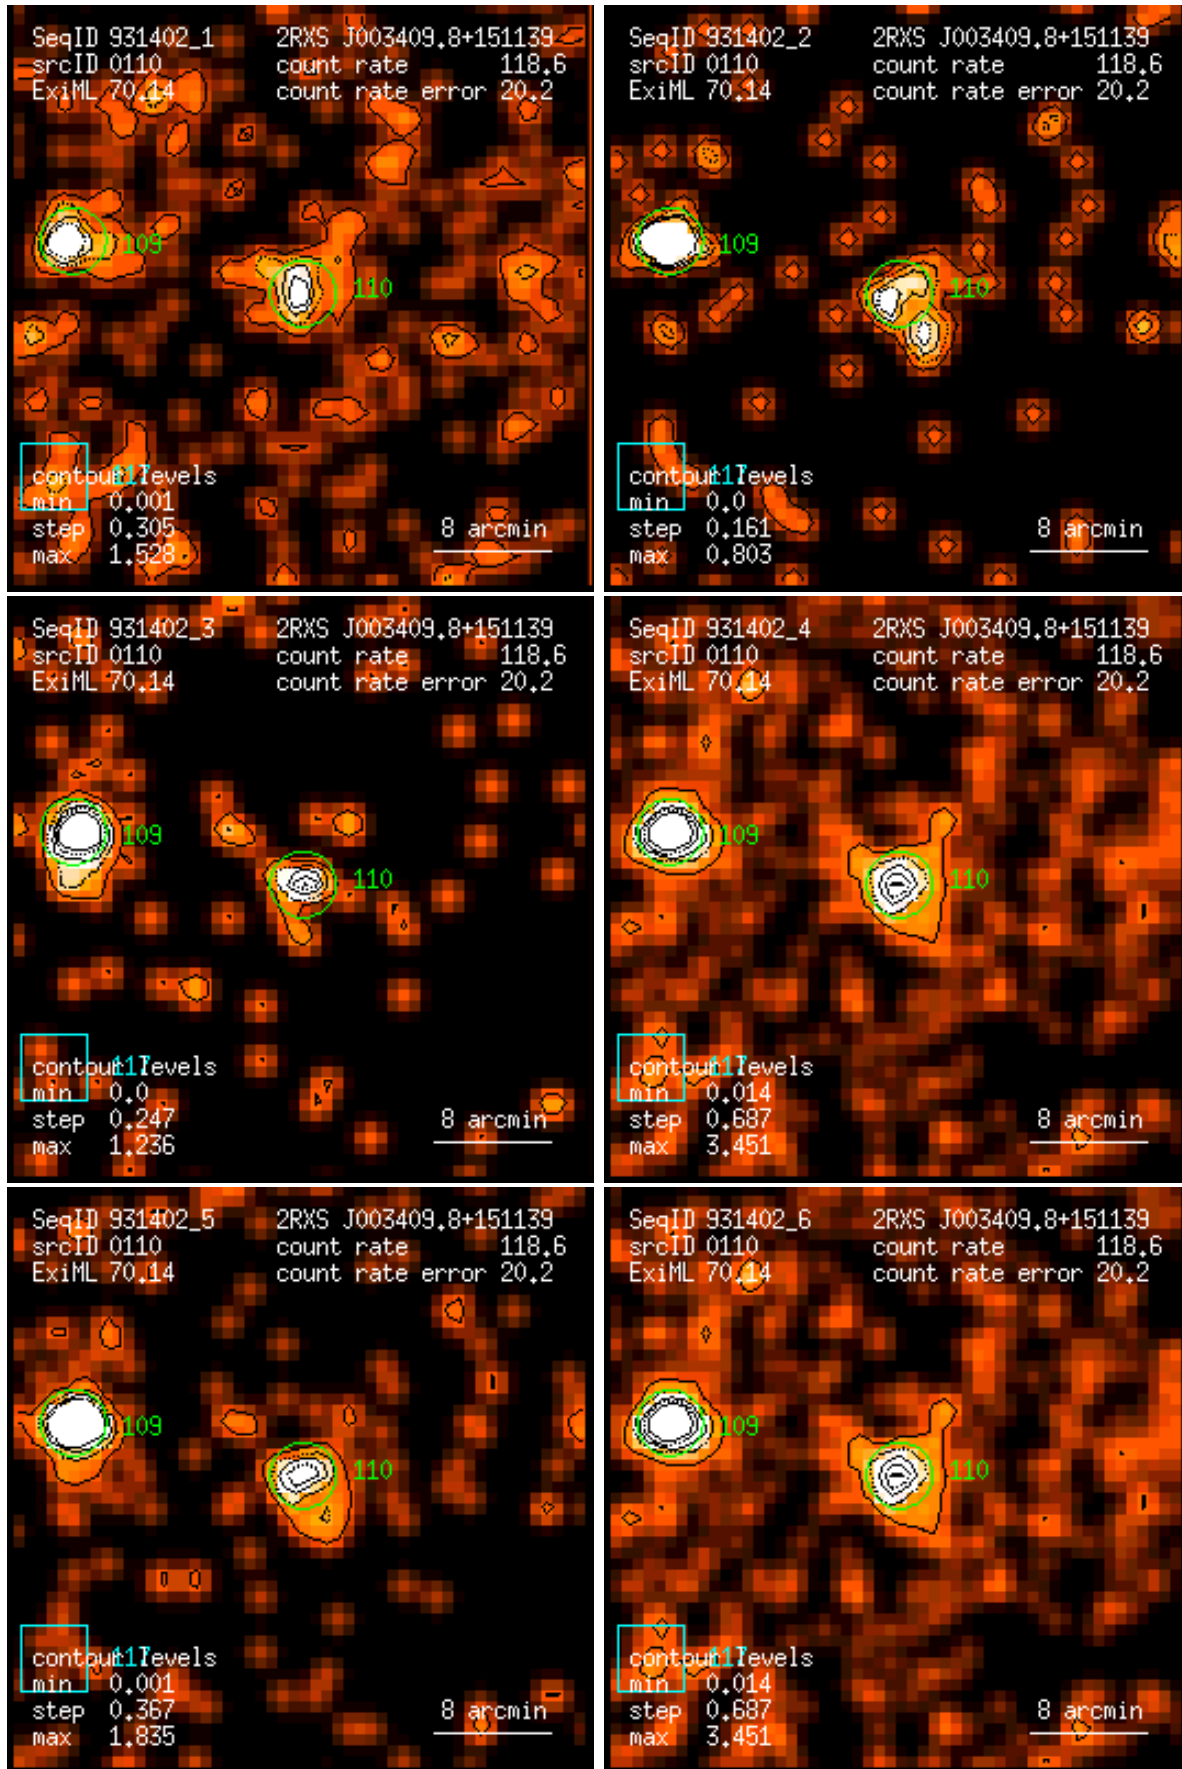 SeqID 931402_1 2RXS J003409.8+151139
srcID 0110 count rate 118.6
ExiML 70.14 count rate error 20.2
109
110
contour levels 117
min 0.001
step 0.305 8 arcmin
max 1.528
SeqID 931402_2 2RXS J003409.8+151139
srcID 0110 count rate 118.6
ExiML 70.14 count rate error 20.2
109
110
contour levels 117
min 0.0
step 0.161 8 arcmin
max 0.803
SeqID 931402_3 2RXS J003409.8+151139
srcID 0110 count rate 118.6
ExiML 70.14 count rate error 20.2
109
110
contour levels 117
min 0.0
step 0.247 8 arcmin
max 1.236
SeqID 931402_4 2RXS J003409.8+151139
srcID 0110 count rate 118.6
ExiML 70.14 count rate error 20.2
109
110
contour levels 117
min 0.014
step 0.687 8 arcmin
max 3.451
SeqID 931402_5 2RXS J003409.8+151139
srcID 0110 count rate 118.6
ExiML 70.14 count rate error 20.2
109
110
contour levels 117
min 0.001
step 0.367 8 arcmin
max 1.835
SeqID 931402_6 2RXS J003409.8+151139
srcID 0110 count rate 118.6
ExiML 70.14 count rate error 20.2
109
110
contour levels 117
min 0.014
step 0.687 8 arcmin
max 3.451